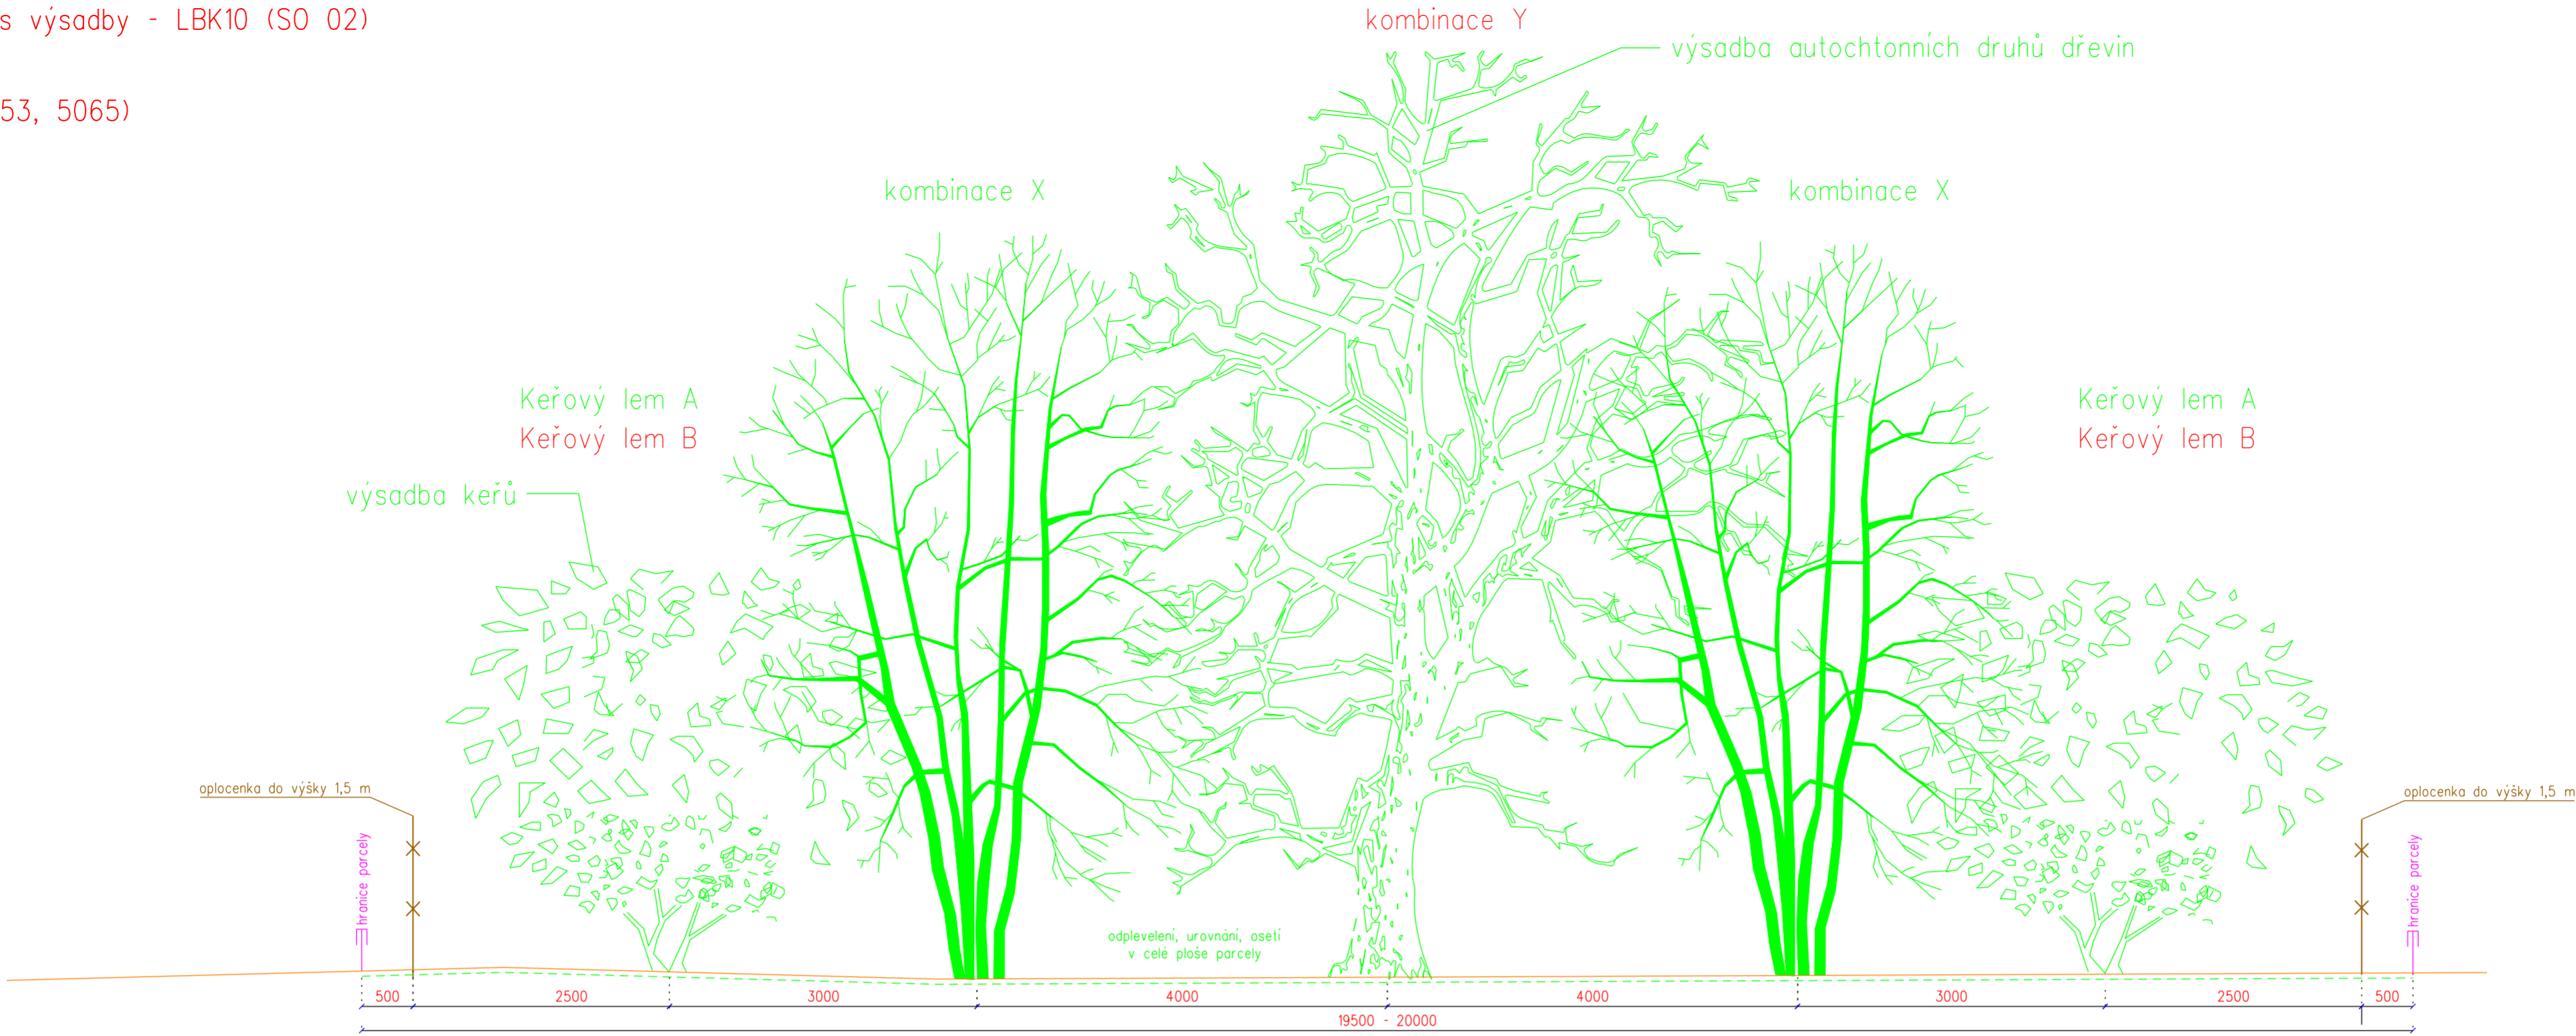 s výsadby - LBK10 (SO 02)
53, 5065)
kombinace Y
výsadba autochtonních druhů dřevin
kombinace X
kombinace X
Keřový lem A
Keřový lem B
Keřový lem A
Keřový lem B
výsadba keřů
oplocenka do výšky 1,5 m
oplocenka do výšky 1,5 m
hranice parcely
hranice parcely
odplevelení, urovnání, osetí
v celé ploše parcely
500 2500 3000 4000 4000 3000 2500 500
19500 - 20000